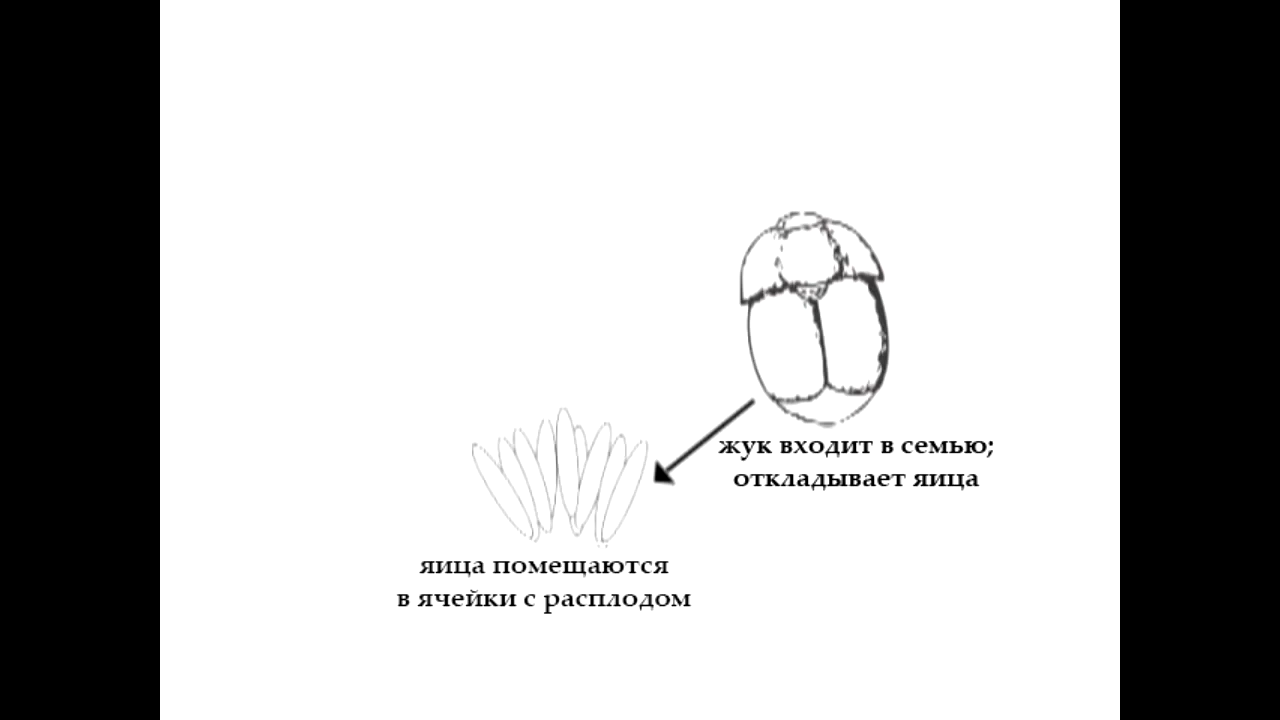 жук входит в семью;
откладывает яица
яица помещаются
в ячейки с расплодом